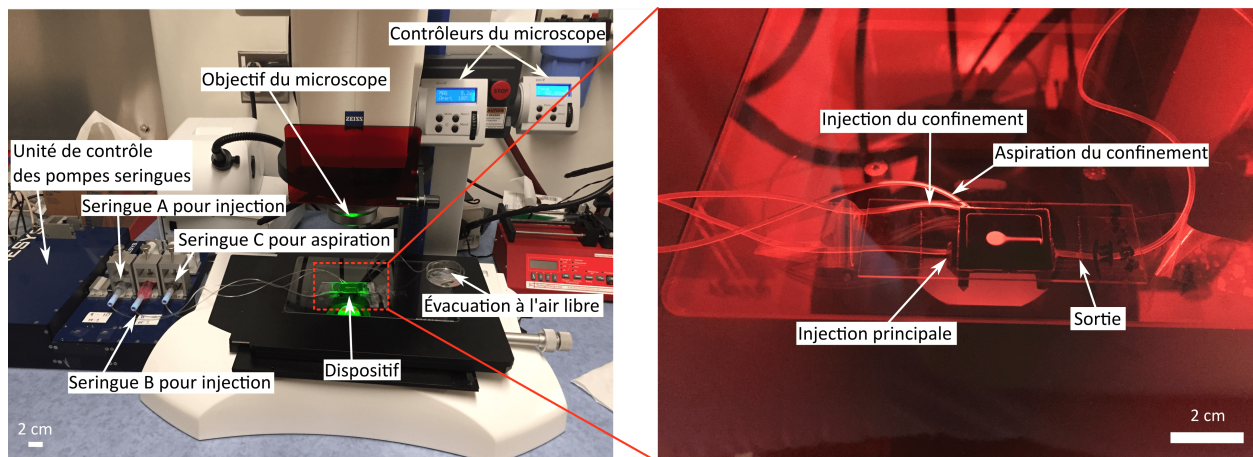 Contrôleurs du microscope
Objectif du microscope
ZEISS
STOP
Unité de contrôle
des pompes seringues
Seringue A pour injection
Seringue C pour aspiration
Évacuation à l'air libre
Dispositif
Seringue B pour injection
2 cm
Injection du confinement
Aspiration du confinement
Injection principale
Sortie
2 cm